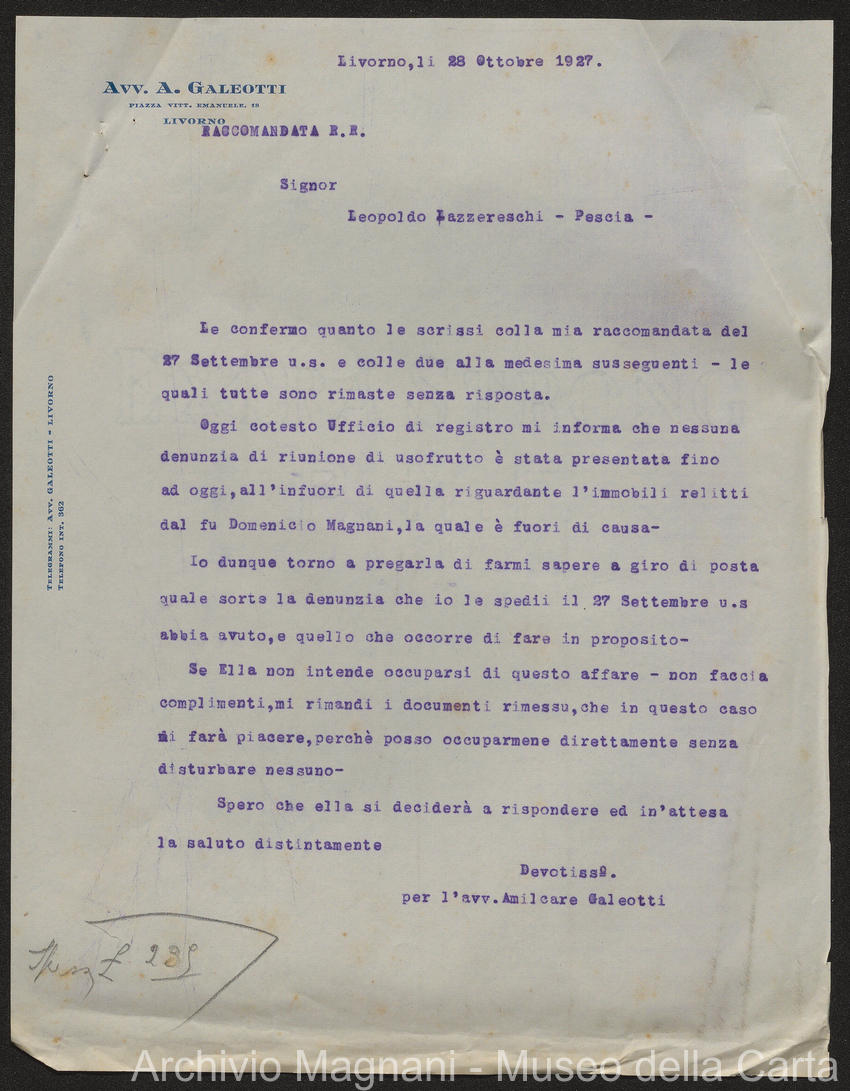 Livorno,li 28 Ottobre 1927.
AVV. A. GALEOTTI
PIAZZA VITT. EMANUELE, 18
LIVORNO
RACCOMANDATA R.R.
Signor
Leopoldo Lazzereschi - Pescia -
Le confermo quanto le scrissi colla mia raccomandata del
27 Settembre u.s. e colle due alla medesima susseguenti - le
quali tutte sono rimaste senza risposta.
Oggi cotesto Ufficio di registro mi informa che nessuna
denunzia di riunione di usofrutto è stata presentata fino
ad oggi,all'infuori di quella riguardante l'immobili relitti
dal fu Domenicio Magnani,la quale è fuori di causa-
Io dunque torno a pregarla di farmi sapere a giro di posta
quale sorte la denunzia che io le spedii il 27 Settembre u.s
abbia avuto,e quello che occorre di fare in proposito-
Se Ella non intende occuparsi di questo affare - non faccia
complimenti,mi rimandi i documenti rimessu,che in questo caso
mi farà piacere,perchè posso occuparmene direttamente senza
disturbare nessuno-
Spero che ella si deciderà a rispondere ed in'attesa
la saluto distintamente
Devotissº.
per l'avv.Amilcare Galeotti
TELEGRAMMI: AVV. GALEOTTI - LIVORNO
TELEFONO INT. 362
£
Archivio Magnani - Museo della Carta